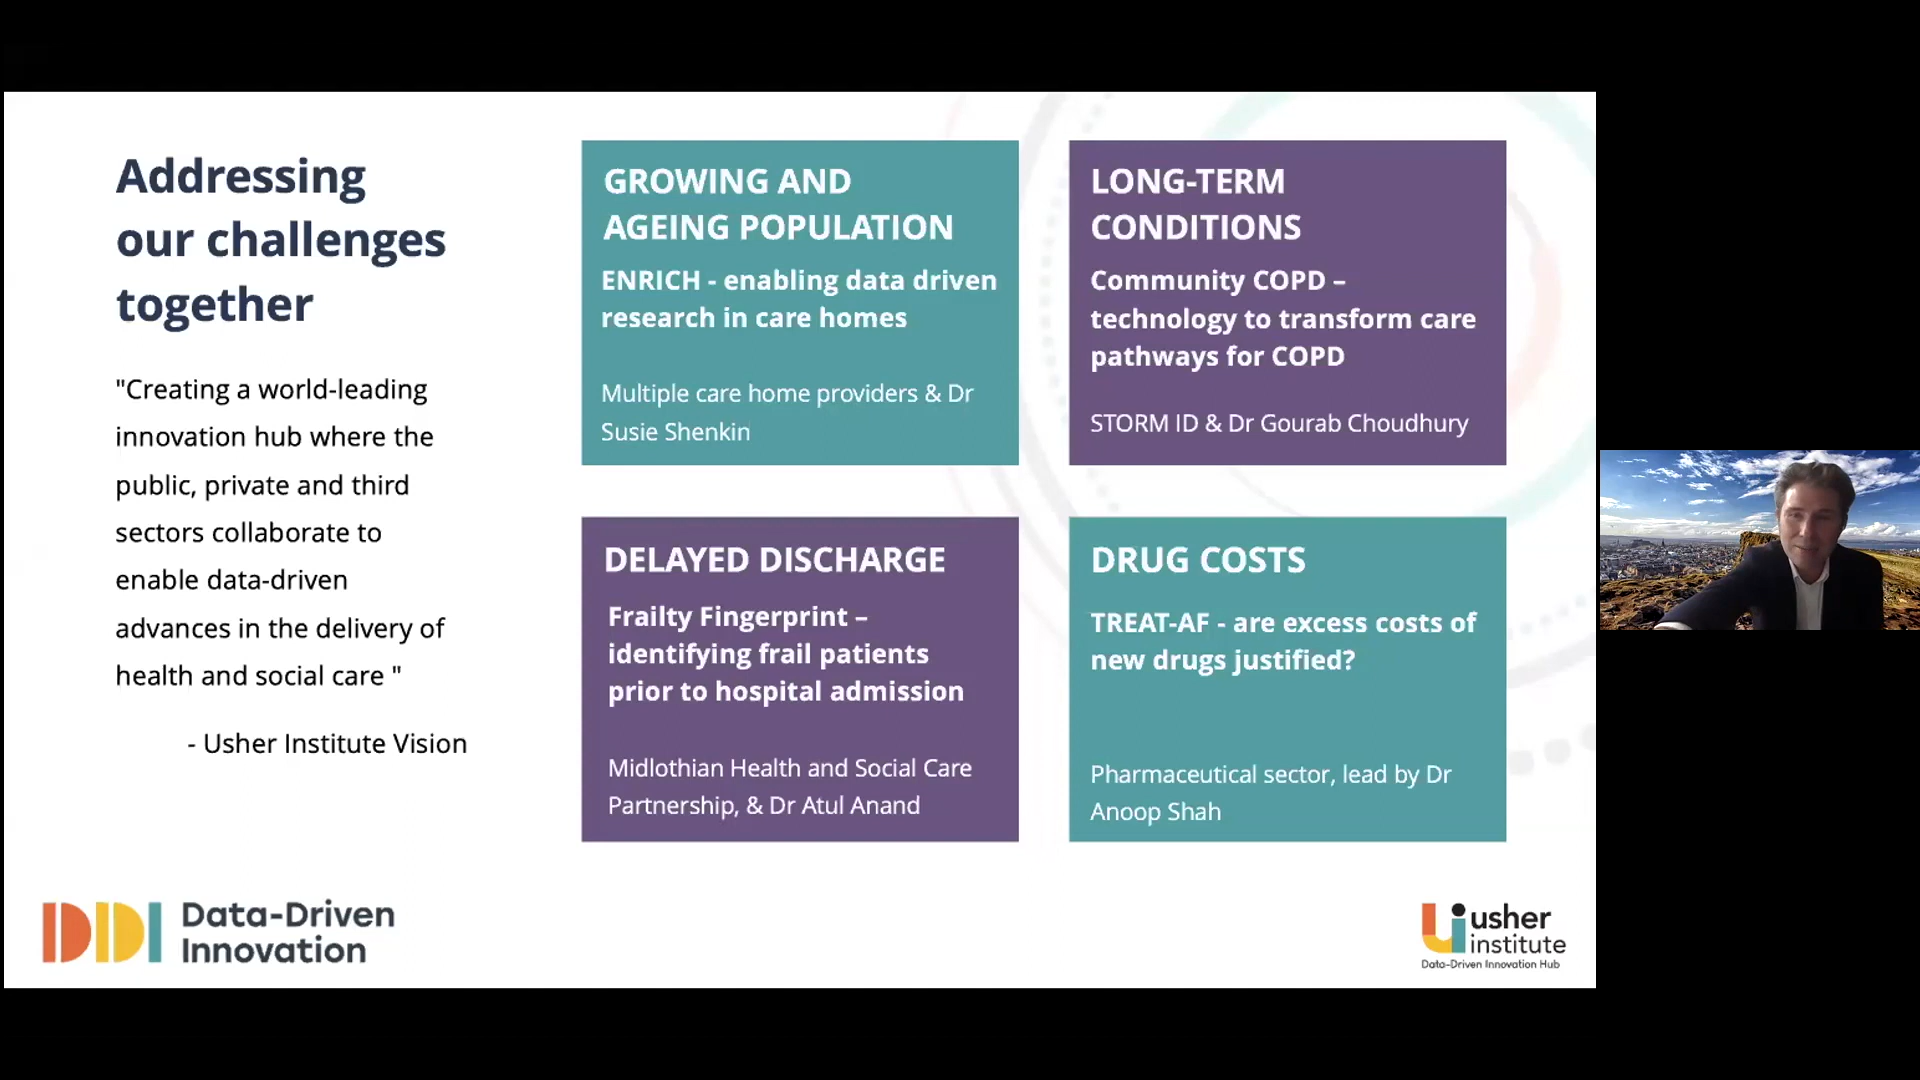 Addressing
our challenges
together
"Creating a world-leading
innovation hub where the
public, private and third
sectors collaborate to
enable data-driven
advances in the delivery of
health and social care "
- Usher Institute Vision
GROWING AND
AGEING POPULATION
ENRICH - enabling data driven
research in care homes
Multiple care home providers & Dr
Susie Shenkin
LONG-TERM
CONDITIONS
Community COPD –
technology to transform care
pathways for COPD
STORM ID & Dr Gourab Choudhury
DELAYED DISCHARGE
Frailty Fingerprint –
identifying frail patients
prior to hospital admission
Midlothian Health and Social Care
Partnership, & Dr Atul Anand
DRUG COSTS
TREAT-AF - are excess costs of
new drugs justified?
Pharmaceutical sector, lead by Dr
Anoop Shah
DDI Data-Driven
Innovation
Ui usher
institute
Data-Driven Innovation Hub